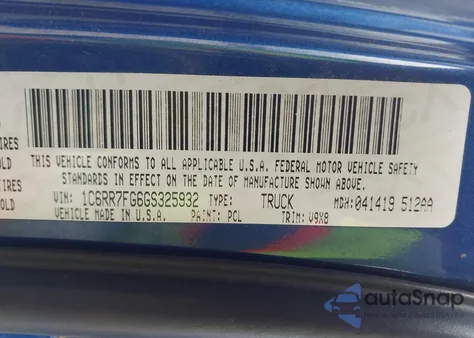 IRES
OLD
IRES
OLD
THIS VEHICLE CONFORMS TO ALL APPLICABLE U.S.A. FEDERAL MOTOR VEHICLE SAFETY
STANDARDS IN EFFECT ON THE DATE OF MANUFACTURE SHOWN ABOVE.
VIN: 1C6RR7FG6GS325932 TYPE: TRUCK MDH: 041419 512AA
VEHICLE MADE IN U.S.A. PAINT: PCL TRIM: V9X8
autoSnap